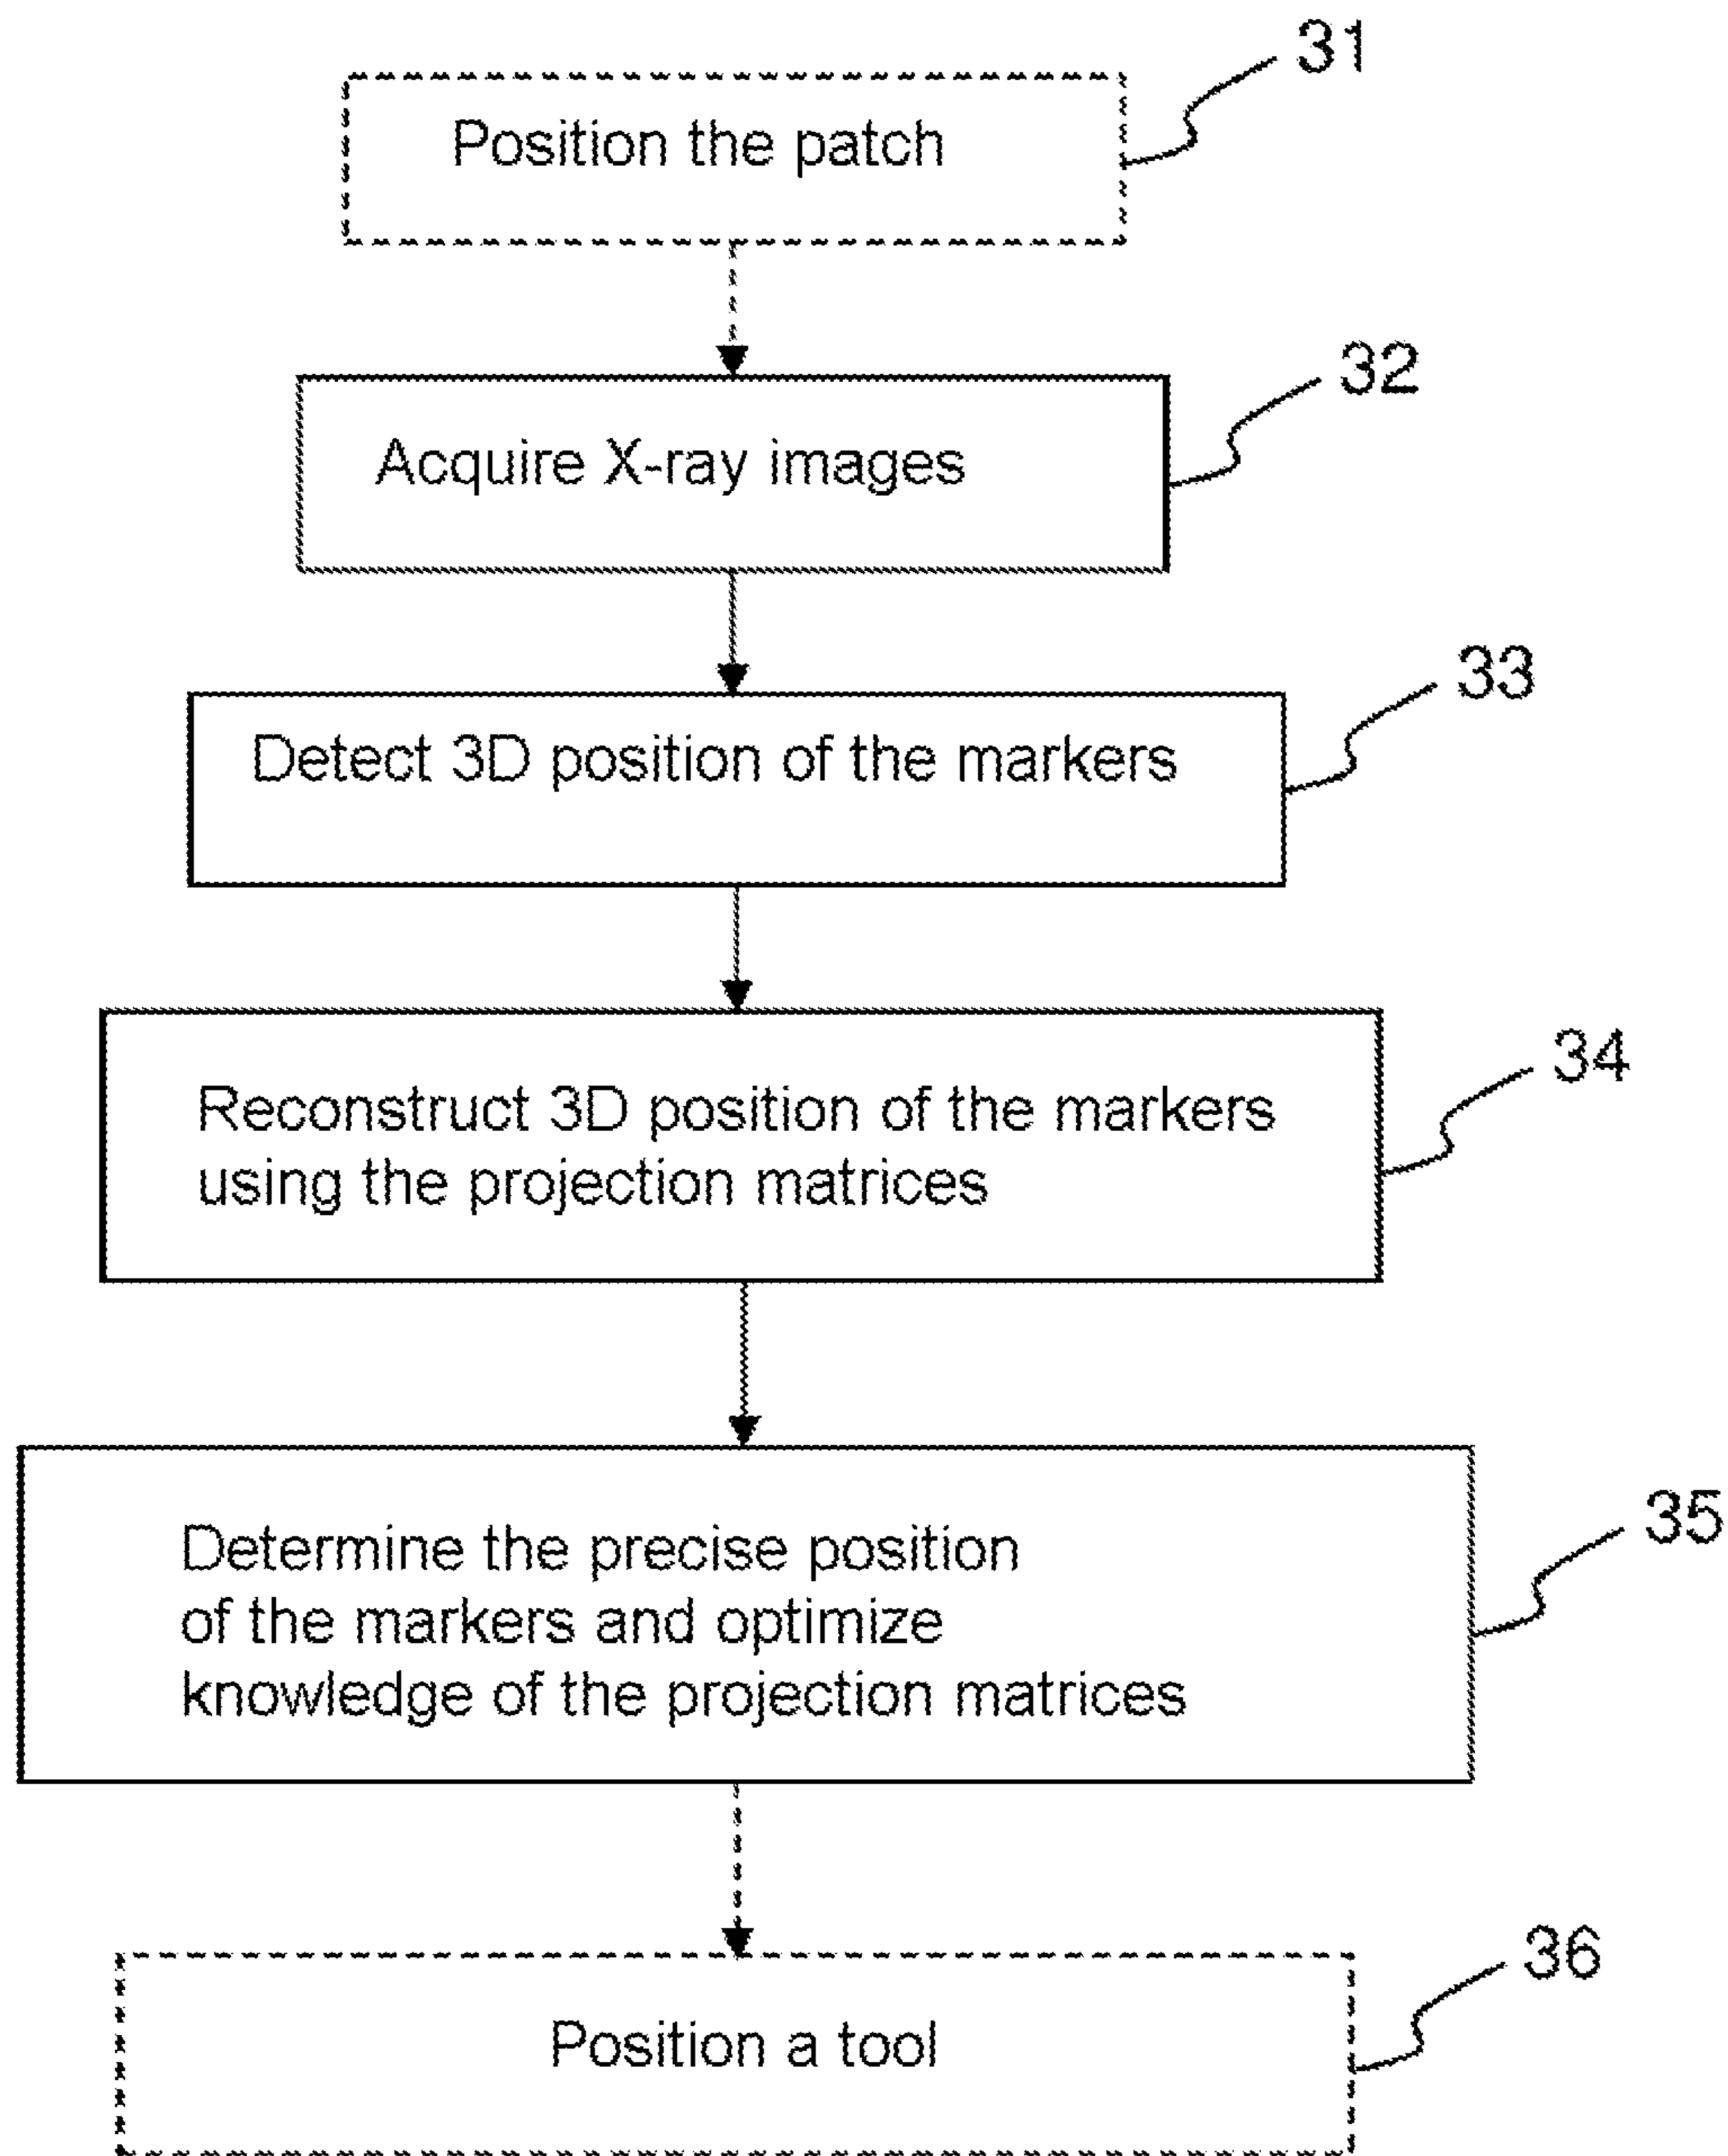 31
Position the patch
32
Acquire X-ray images
33
Detect 3D position of the markers
34
Reconstruct 3D position of the markers
using the projection matrices
35
Determine the precise position
of the markers and optimize
knowledge of the projection matrices
36
Position a tool